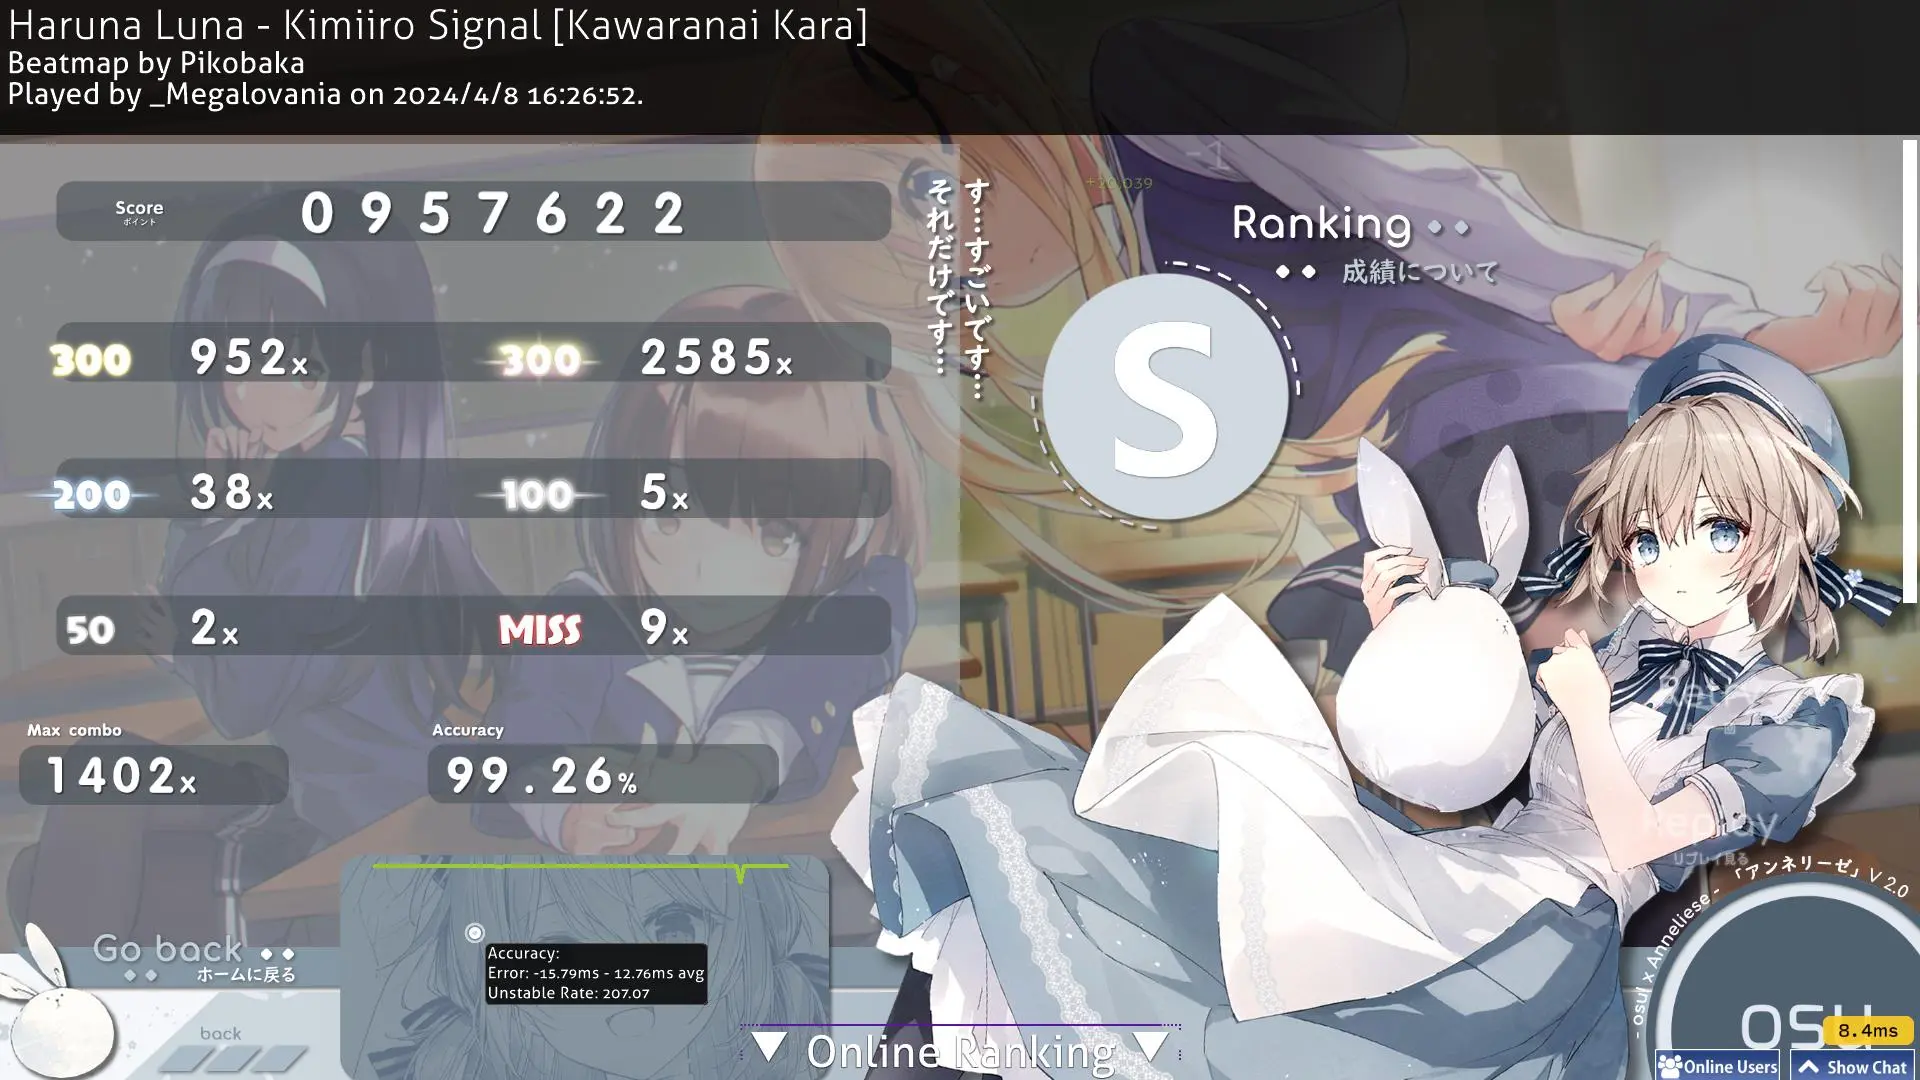 Haruna Luna - Kimiiro Signal [Kawaranai Kara]
Beatmap by Pikobaka
Played by _Megalovania on 2024/4/8 16:26:52.
Score
ポイント
0957622
300 952x 300 2585x
200 38x 100 5x
50 2x MISS 9x
Max combo
1402x
Accuracy
99.26%
す…すごいです…
それだけです…
-1
+20,039
Ranking
成績について
S
Replay
リプレイ見る
- osu! x Anneliese - 「アンネリーゼ」 V 2.0
Go back
ホームに戻る
back
Accuracy:
Error: -15.79ms - 12.76ms avg
Unstable Rate: 207.07
Online Ranking
osu
8.4ms
Online Users
Show Chat